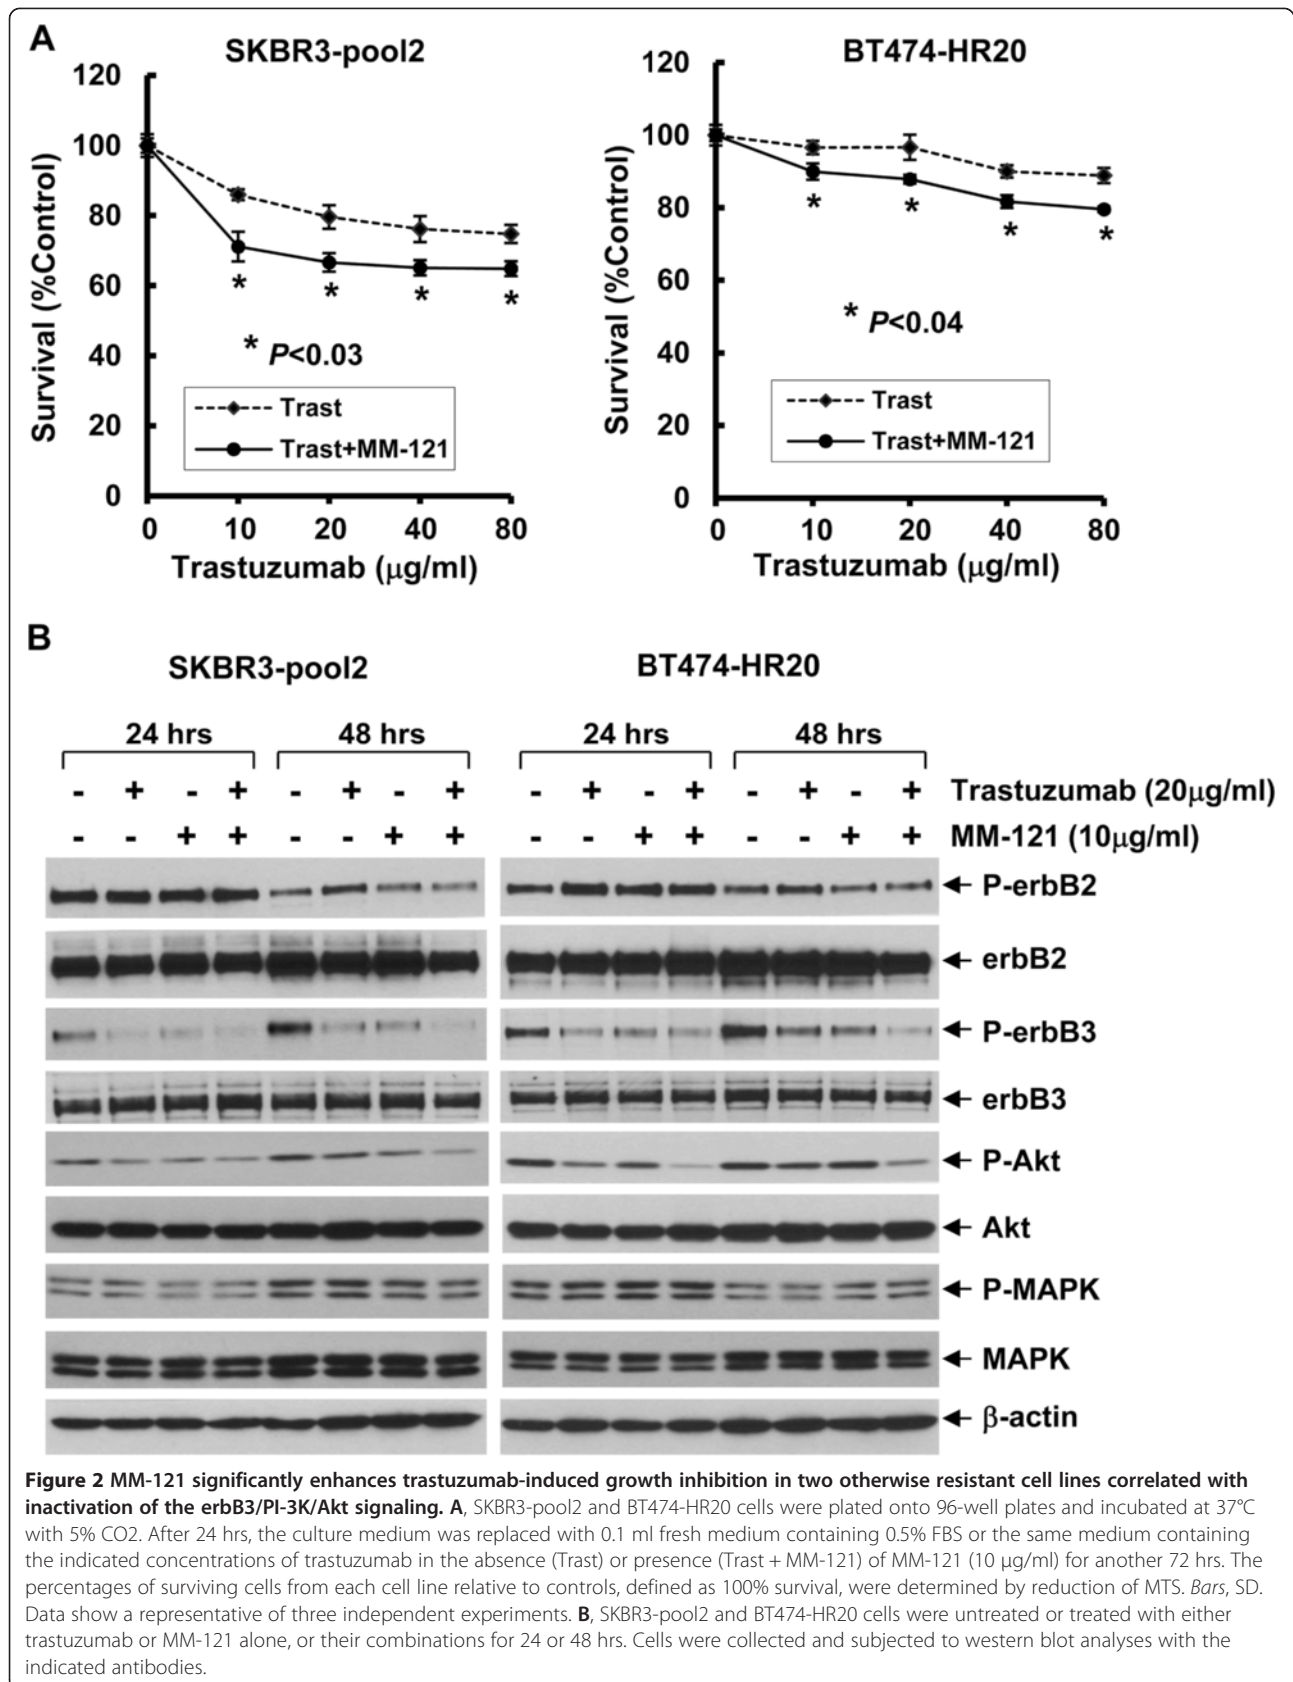 A
SKBR3-pool2
120
100
80
60
40
20
0
Survival (%Control)
* * * *
* P<0.03
Trast
Trast+MM-121
0 10 20 40 80
Trastuzumab (μg/ml)
BT474-HR20
120
100
80
60
40
20
0
Survival (%Control)
* * * *
* P<0.04
Trast
Trast+MM-121
0 10 20 40 80
Trastuzumab (μg/ml)
B
SKBR3-pool2 BT474-HR20
24 hrs 48 hrs 24 hrs 48 hrs
- + - + - + - + - + - + - + - + Trastuzumab (20μg/ml)
- - + + - - + + - - + + - - + + MM-121 (10μg/ml)
P-erbB2
erbB2
P-erbB3
erbB3
P-Akt
Akt
P-MAPK
MAPK
β-actin
Figure 2 MM-121 significantly enhances trastuzumab-induced growth inhibition in two otherwise resistant cell lines correlated with
inactivation of the erbB3/PI-3K/Akt signaling. A, SKBR3-pool2 and BT474-HR20 cells were plated onto 96-well plates and incubated at 37°C
with 5% CO2. After 24 hrs, the culture medium was replaced with 0.1 ml fresh medium containing 0.5% FBS or the same medium containing
the indicated concentrations of trastuzumab in the absence (Trast) or presence (Trast + MM-121) of MM-121 (10 μg/ml) for another 72 hrs. The
percentages of surviving cells from each cell line relative to controls, defined as 100% survival, were determined by reduction of MTS. Bars, SD.
Data show a representative of three independent experiments. B, SKBR3-pool2 and BT474-HR20 cells were untreated or treated with either
trastuzumab or MM-121 alone, or their combinations for 24 or 48 hrs. Cells were collected and subjected to western blot analyses with the
indicated antibodies.